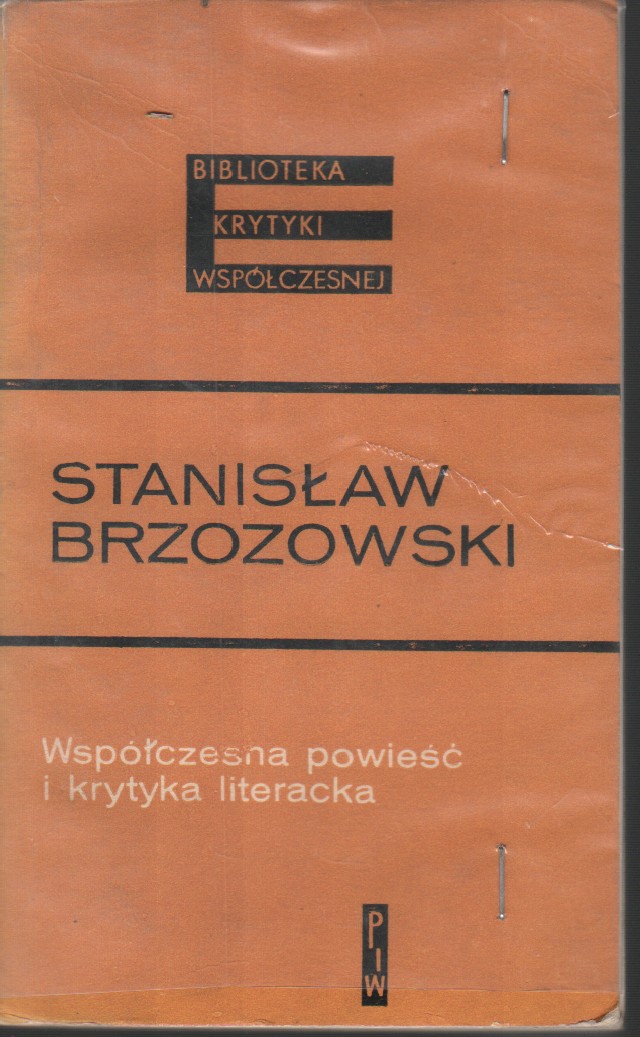 BIBLIOTEKA
KRYTYKI
WSPÓŁCZESNEJ
STANISŁAW
BRZOZOWSKI
Współczesna powieść
i krytyka literacka
PIW